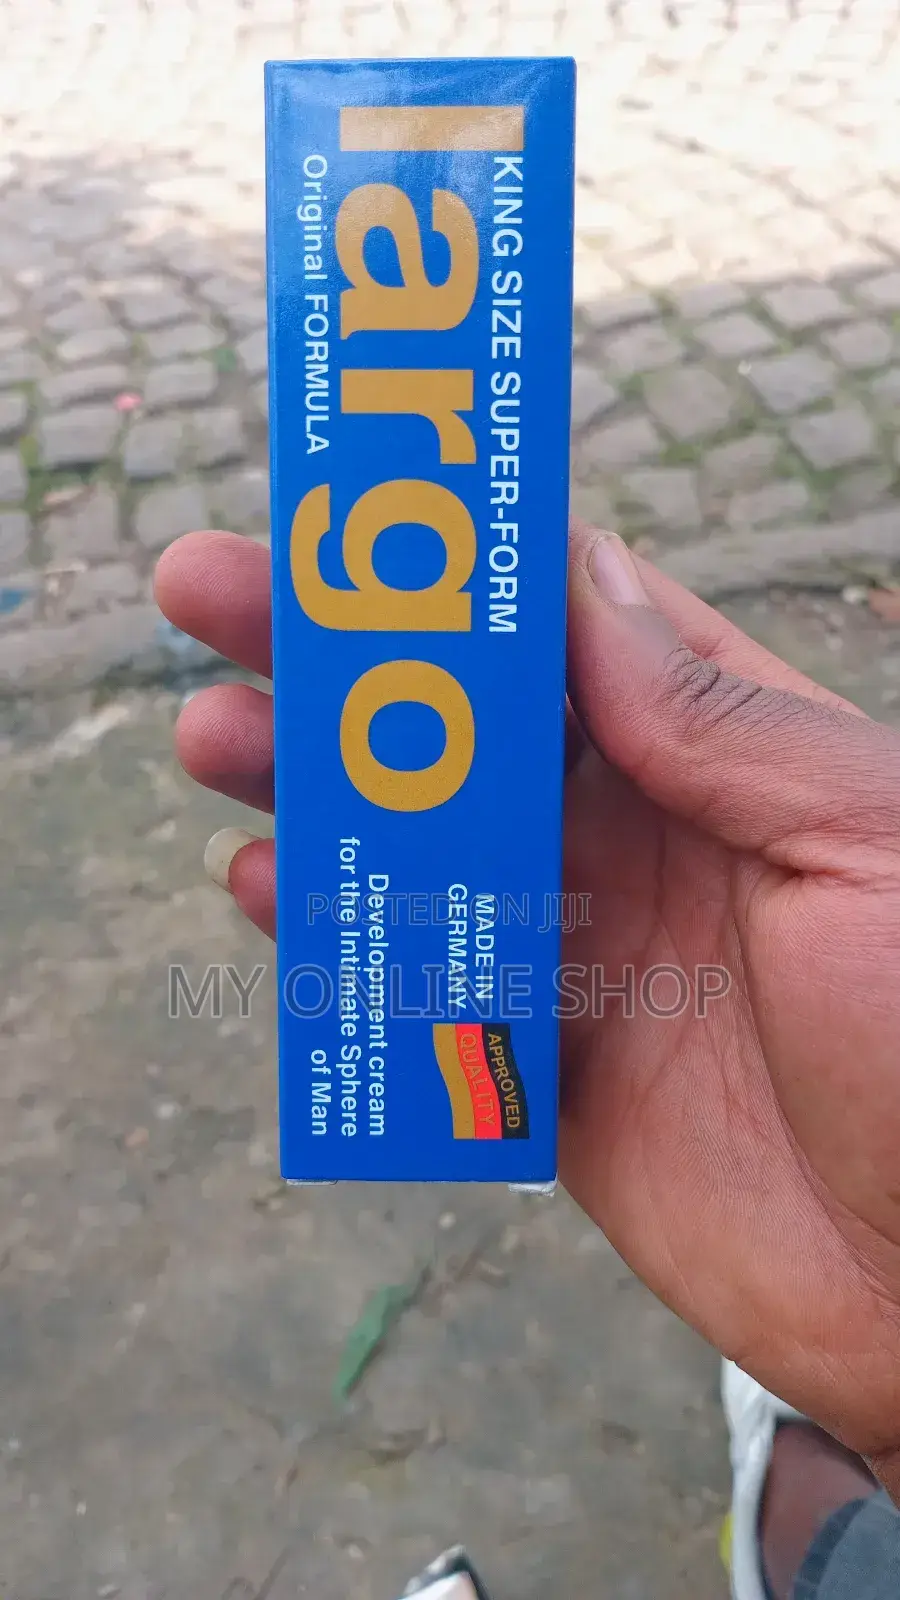 KING SIZE SUPER-FORM
largo
Original FORMULA
MADE IN
GERMANY
APPROVED
QUALITY
Development cream
for the Intimate Sphere
of Man
POSTED ON JIJI
MY ONLINE SHOP